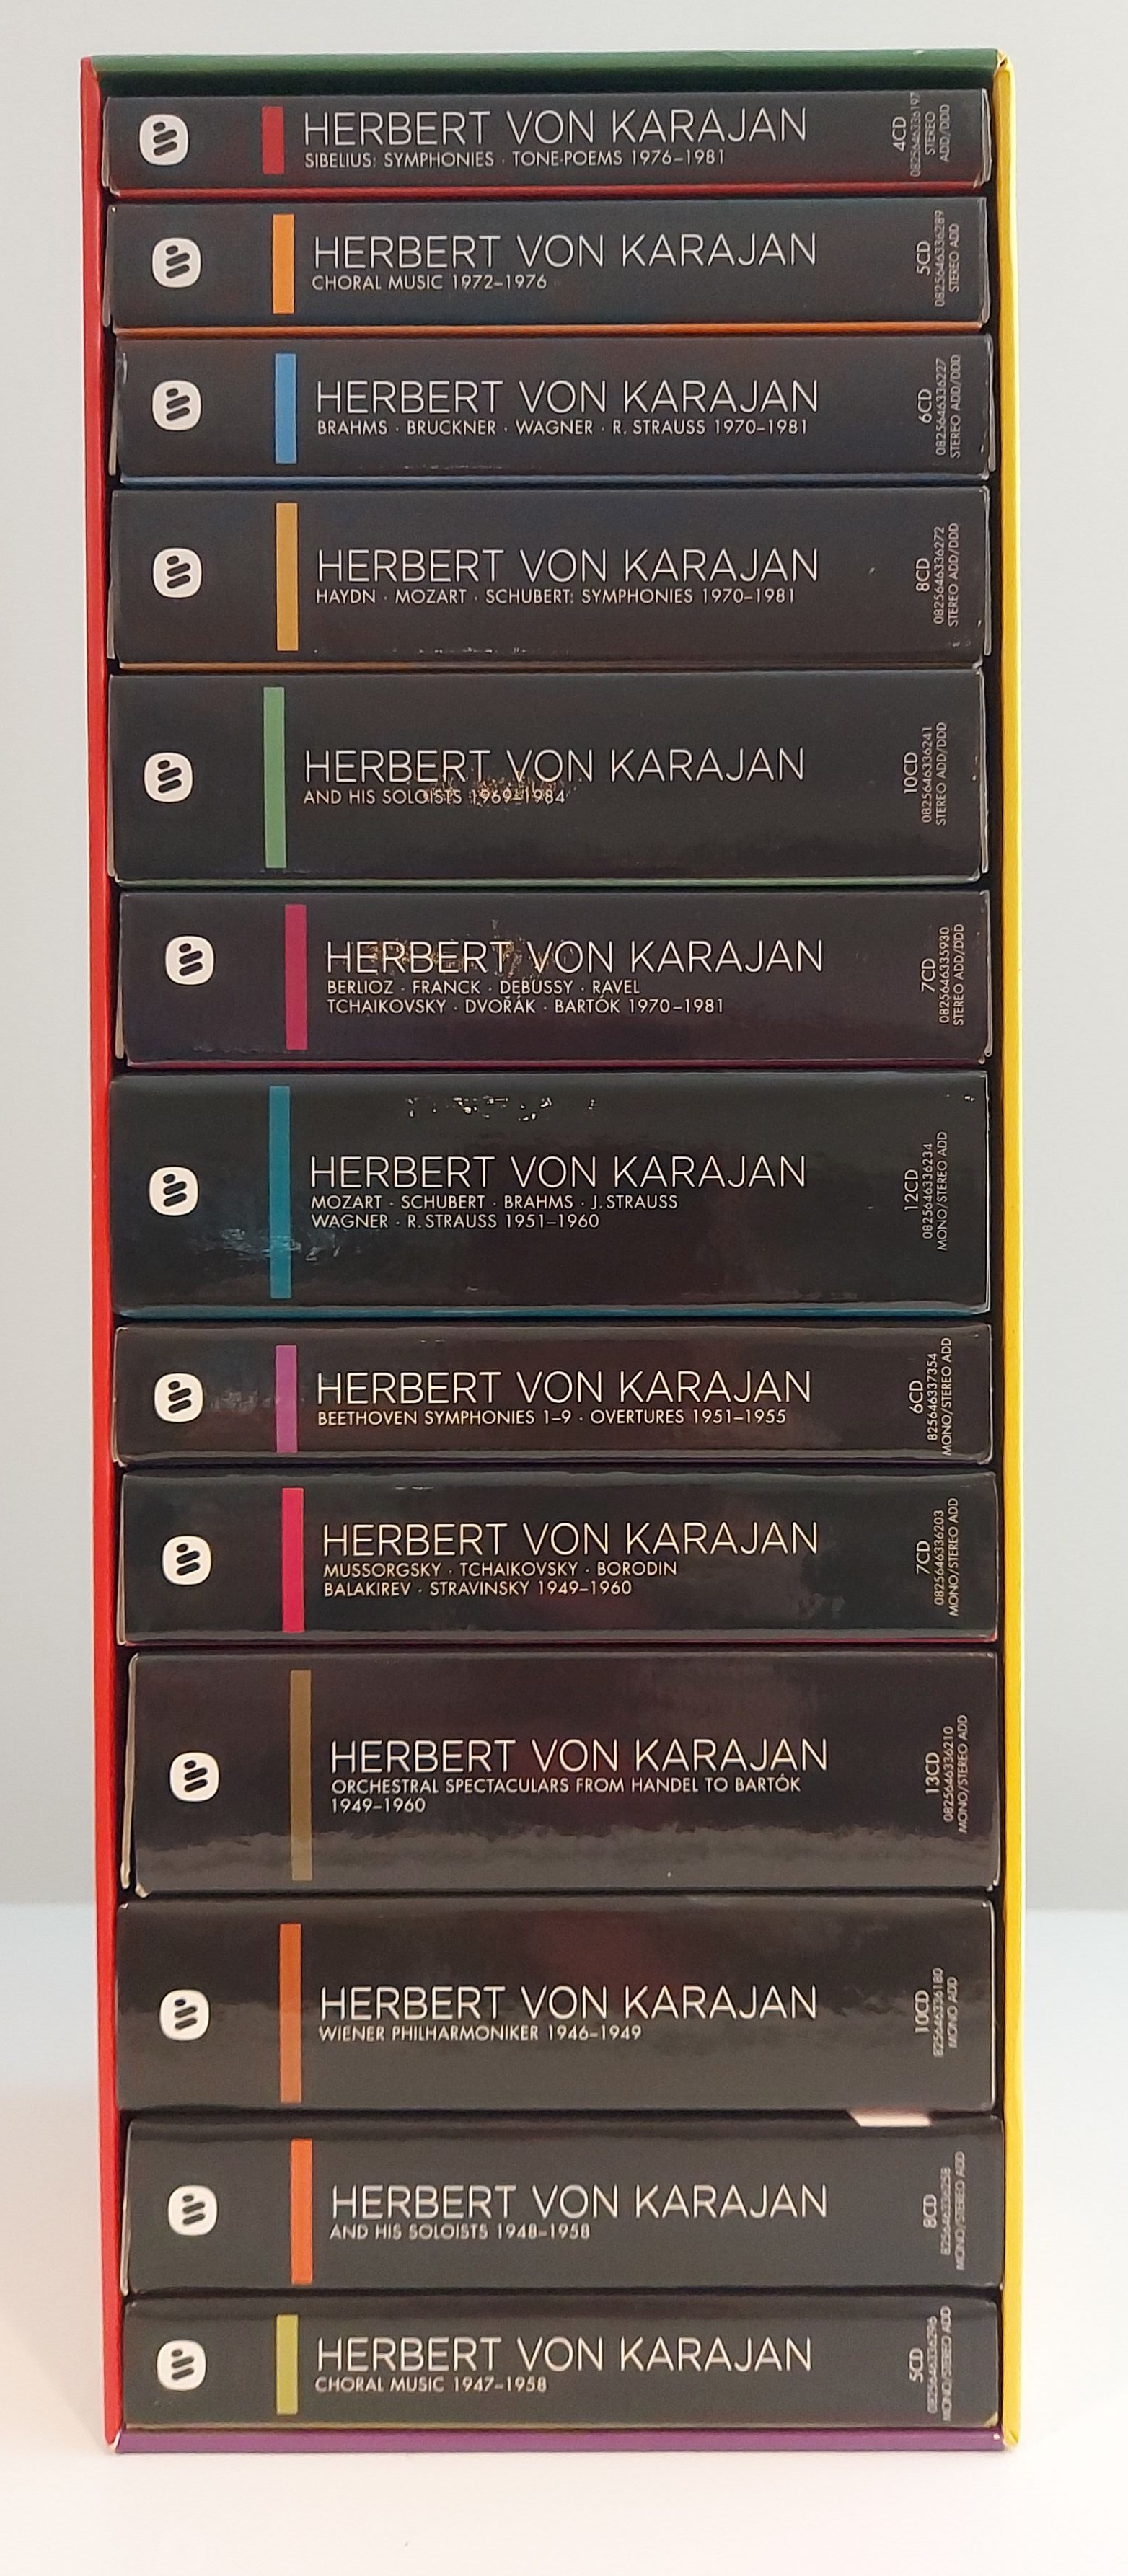 HERBERT VON KARAJAN
SIBELIUS: SYMPHONIES · TONE-POEMS 1976–1981
4CD
0825646336197
STEREO
ADD/DDD
HERBERT VON KARAJAN
CHORAL MUSIC 1972–1976
5CD
0825646336289
STEREO ADD
HERBERT VON KARAJAN
BRAHMS · BRUCKNER · WAGNER · R. STRAUSS 1970–1981
6CD
0825646336227
STEREO ADD/DDD
HERBERT VON KARAJAN
HAYDN · MOZART · SCHUBERT: SYMPHONIES 1970–1981
8CD
0825646336272
STEREO ADD/DDD
HERBERT VON KARAJAN
AND HIS SOLOISTS 1969–1984
10CD
0825646336241
STEREO ADD/DDD
HERBERT VON KARAJAN
BERLIOZ · FRANCK · DEBUSSY · RAVEL
TCHAIKOVSKY · DVOŘÁK · BARTÓK 1970–1981
7CD
0825646335930
STEREO ADD/DDD
HERBERT VON KARAJAN
MOZART · SCHUBERT · BRAHMS · J. STRAUSS
WAGNER · R. STRAUSS 1951–1960
12CD
0825646336234
MONO/STEREO ADD
HERBERT VON KARAJAN
BEETHOVEN SYMPHONIES 1–9 · OVERTURES 1951–1955
6CD
825646337354
MONO/STEREO ADD
HERBERT VON KARAJAN
MUSSORGSKY · TCHAIKOVSKY · BORODIN
BALAKIREV · STRAVINSKY 1949–1960
7CD
0825646336203
MONO/STEREO ADD
HERBERT VON KARAJAN
ORCHESTRAL SPECTACULARS FROM HANDEL TO BARTÓK
1949–1960
13CD
0825646336210
MONO/STEREO ADD
HERBERT VON KARAJAN
WIENER PHILHARMONIKER 1946–1949
10CD
825646336180
MONO ADD
HERBERT VON KARAJAN
AND HIS SOLOISTS 1948–1958
8CD
825646336258
MONO/STEREO ADD
HERBERT VON KARAJAN
CHORAL MUSIC 1947–1958
5CD
0825646336296
MONO/STEREO ADD